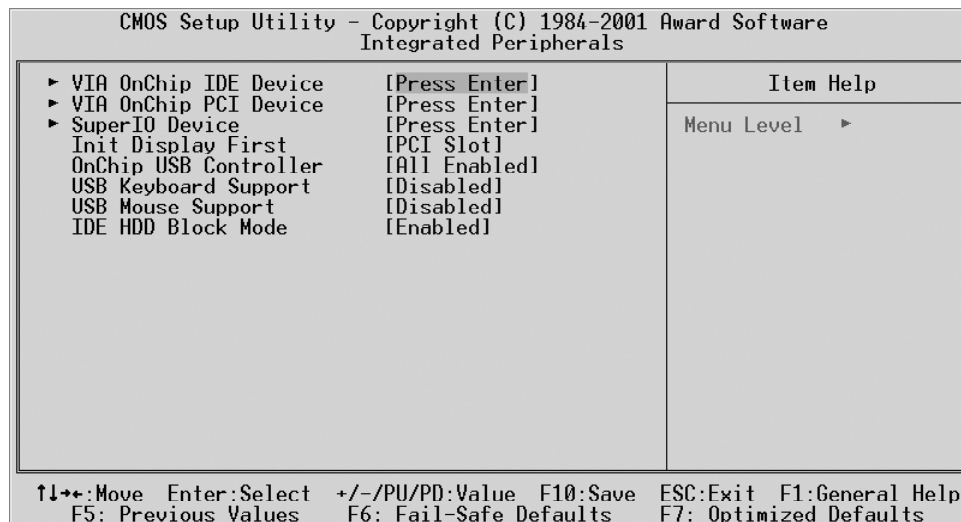 CMOS Setup Utility - Copyright (C) 1984-2001 Award Software
Integrated Peripherals
► VIA OnChip IDE Device [Press Enter]
► VIA OnChip PCI Device [Press Enter]
► SuperIO Device [Press Enter]
Init Display First [PCI Slot]
OnChip USB Controller [All Enabled]
USB Keyboard Support [Disabled]
USB Mouse Support [Disabled]
IDE HDD Block Mode [Enabled]
Item Help
Menu Level ►
↑↓→←:Move Enter:Select +/-/PU/PD:Value F10:Save ESC:Exit F1:General Help
F5: Previous Values F6: Fail-Safe Defaults F7: Optimized Defaults